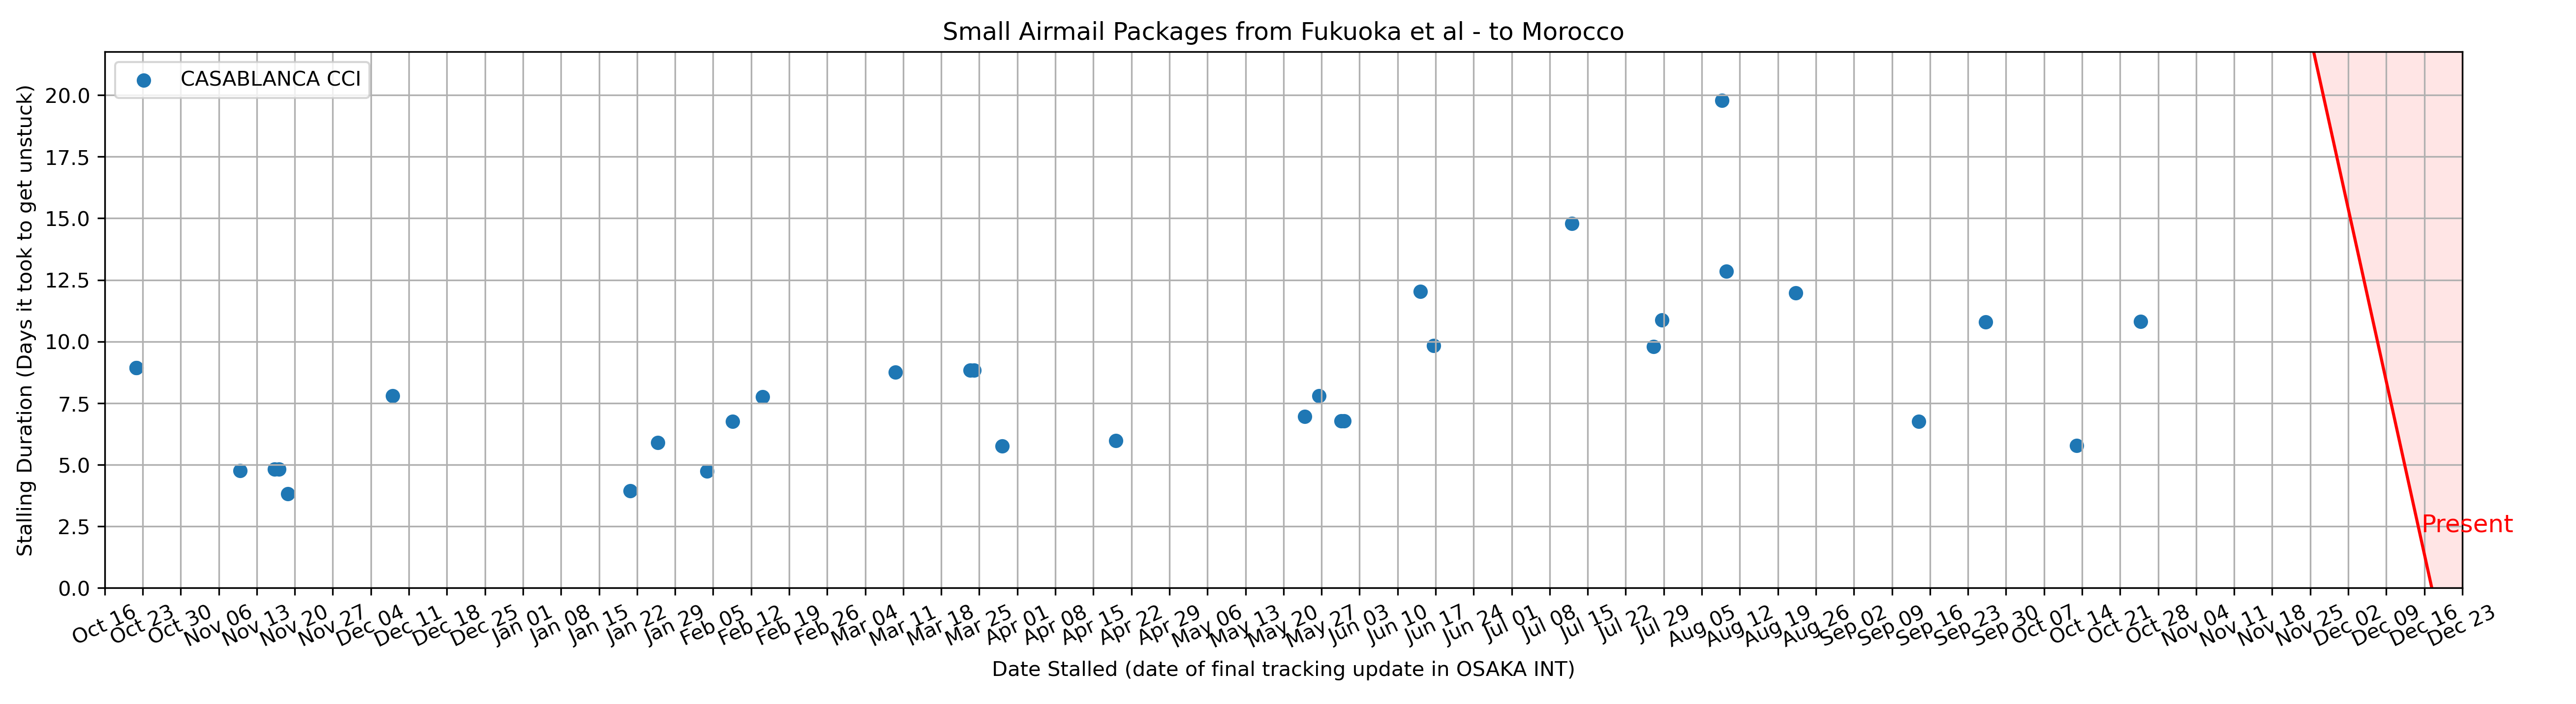 Small Airmail Packages from Fukuoka et al - to Morocco
CASABLANCA CCI
Stalling Duration (Days it took to get unstuck)
20.0
17.5
15.0
12.5
10.0
7.5
5.0
2.5
0.0
Present
Oct 16
Oct 23
Oct 30
Nov 06
Nov 13
Nov 20
Nov 27
Dec 04
Dec 11
Dec 18
Dec 25
Jan 01
Jan 08
Jan 15
Jan 22
Jan 29
Feb 05
Feb 12
Feb 19
Feb 26
Mar 04
Mar 11
Mar 18
Mar 25
Apr 01
Apr 08
Apr 15
Apr 22
Apr 29
May 06
May 13
May 20
May 27
Jun 03
Jun 10
Jun 17
Jun 24
Jul 01
Jul 08
Jul 15
Jul 22
Jul 29
Aug 05
Aug 12
Aug 19
Aug 26
Sep 02
Sep 09
Sep 16
Sep 23
Sep 30
Oct 07
Oct 14
Oct 21
Oct 28
Nov 04
Nov 11
Nov 18
Nov 25
Dec 02
Dec 09
Dec 16
Dec 23
Date Stalled (date of final tracking update in OSAKA INT)